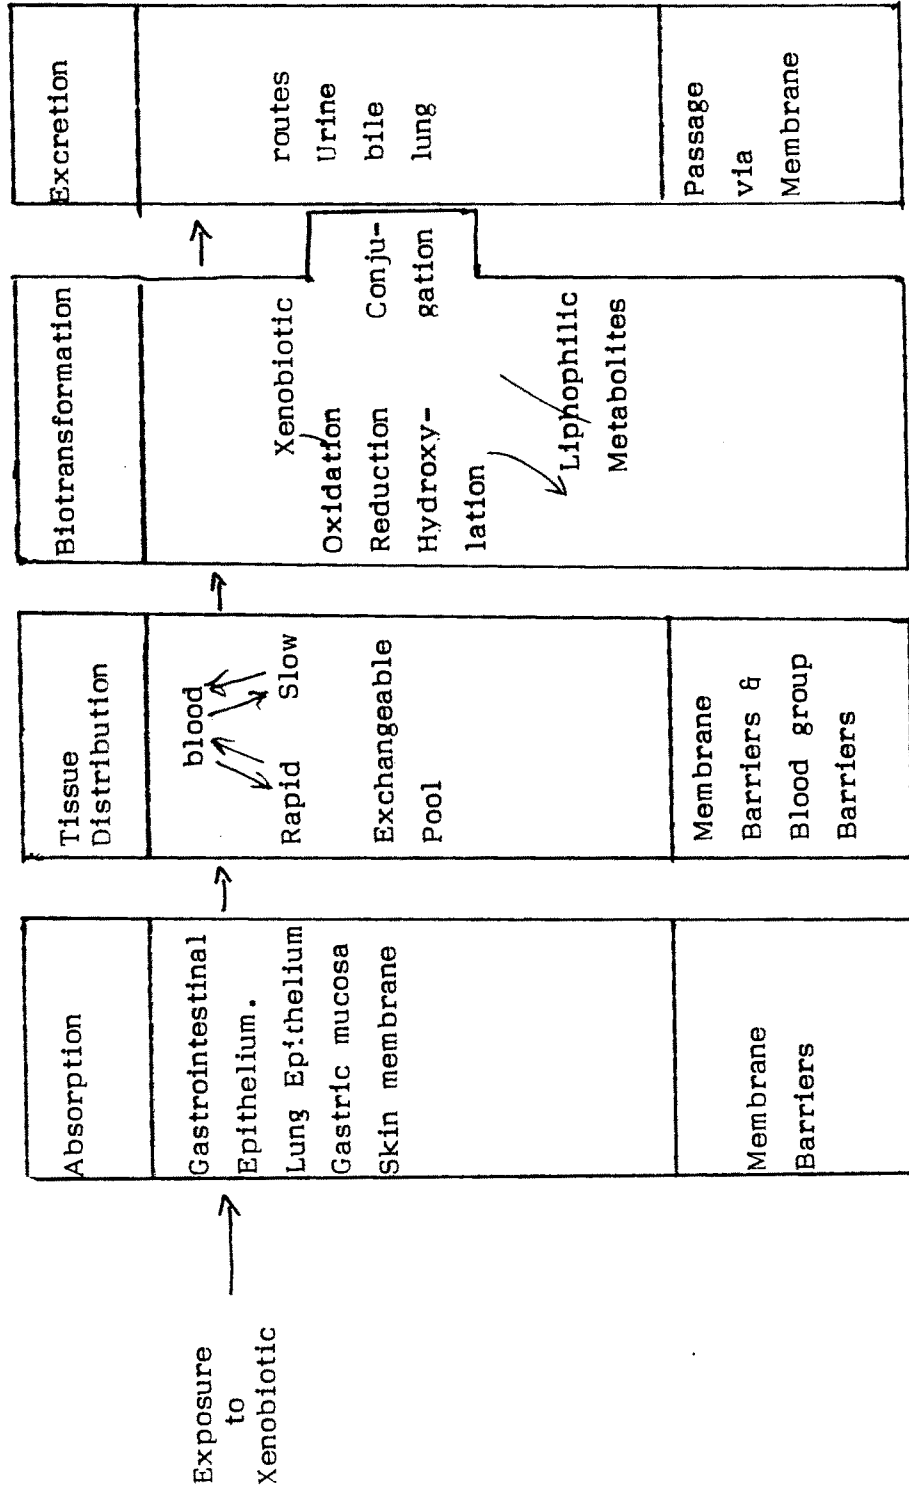 Exposure
to
Xenobiotic
Absorption
Gastrointestinal
Epithelium.
Lung Epithelium
Gastric mucosa
Skin membrane
Membrane
Barriers
Tissue
Distribution
blood
Rapid Slow
Exchangeable
Pool
Membrane
Barriers &
Blood group
Barriers
Biotransformation
Xenobiotic
Oxidation
Reduction Conju-
Hydroxy- gation
lation
Liphophilic
Metabolites
Excretion
routes
Urine
bile
lung
Passage
via
Membrane